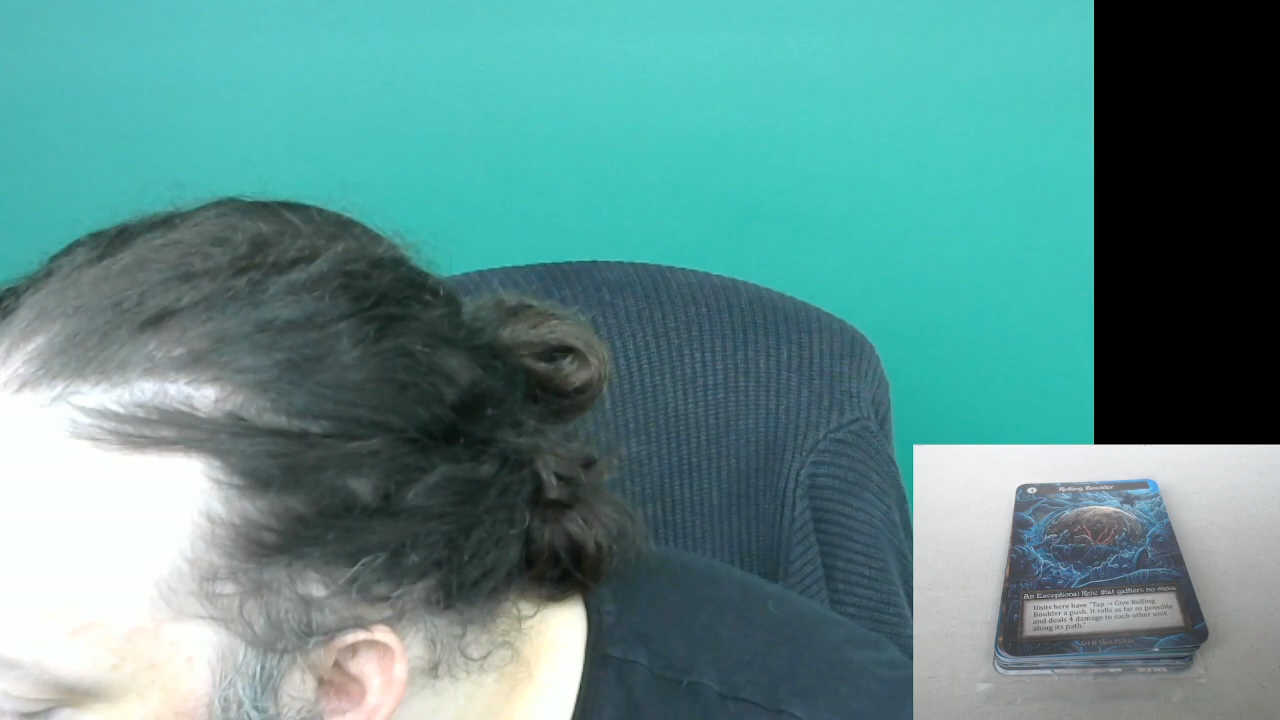 Rolling Boulder
An Exceptional Relic that gathers no moss
Units here have "Tap → Give Rolling
Boulder a push. It rolls as far as possible
and deals 4 damage to each other unit
along its path."